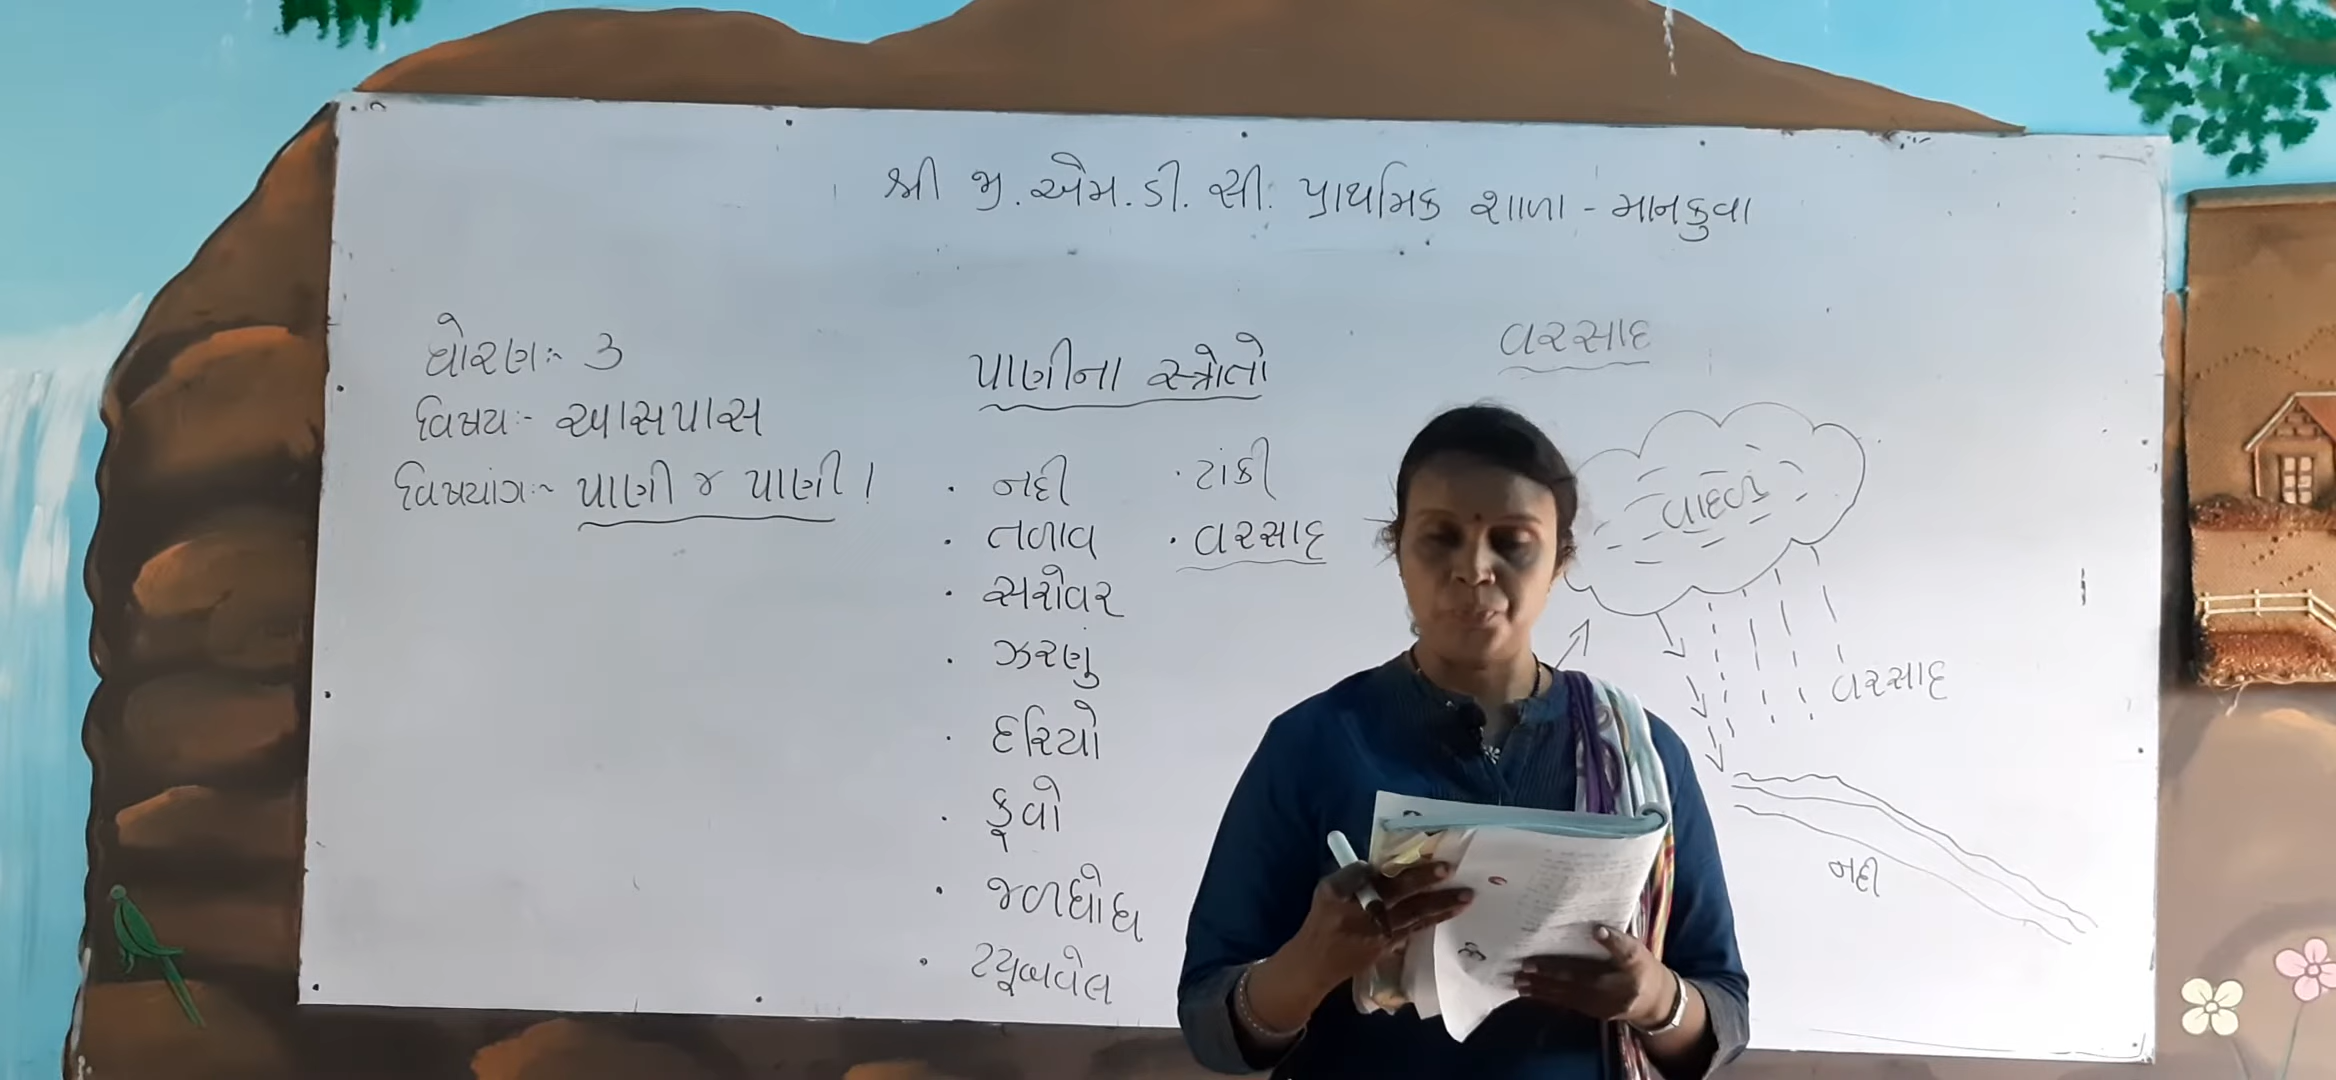 શ્રી જી.એમ.ડી.સી. પ્રાથમિક શાળા - માનકુવા
ધોરણ:- ૩
વિષય:- આસપાસ
વિષયાંગ:- પાણી જ પાણી !
પાણીના સ્ત્રોતો
• નદી
• તળાવ
• સરોવર
• ઝરણું
• દરિયો
• કૂવો
• જળધોધ
• ટયૂબવેલ
• ટાંકી
• વરસાદ
વરસાદ
વાદળ
વરસાદ
નદી